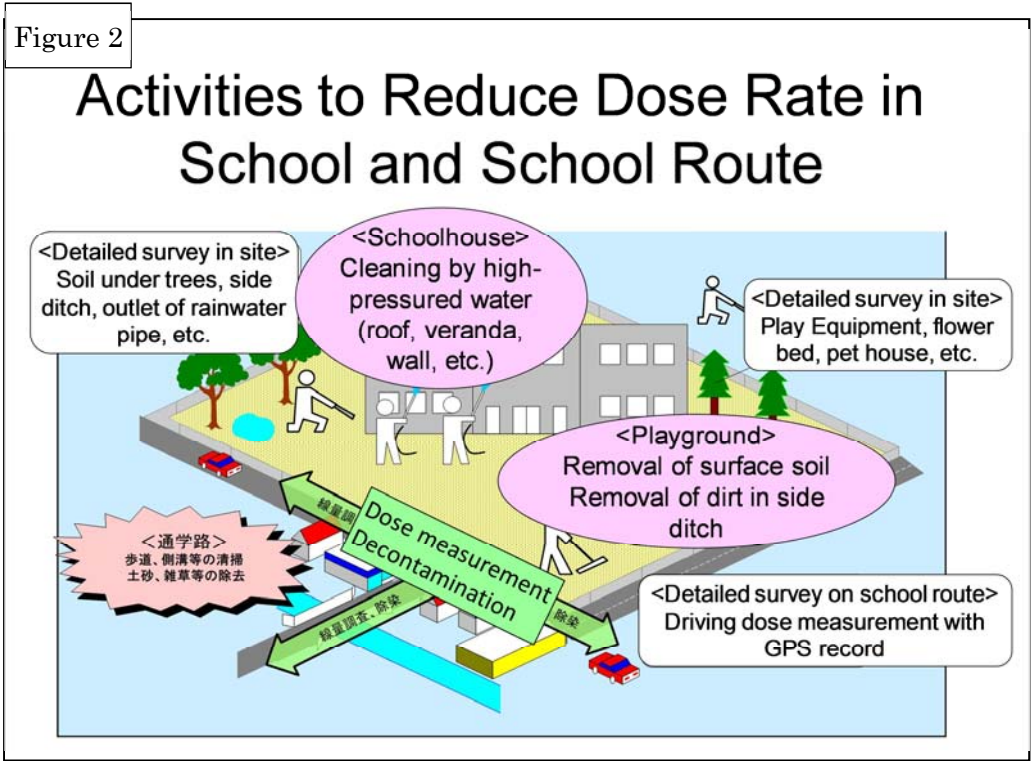 Figure 2
Activities to Reduce Dose Rate in
School and School Route
<Detailed survey in site>
Soil under trees, side
ditch, outlet of rainwater
pipe, etc.
<Schoolhouse>
Cleaning by high-
pressured water
(roof, veranda,
wall, etc.)
<Detailed survey in site>
Play Equipment, flower
bed, pet house, etc.
<Playground>
Removal of surface soil
Removal of dirt in side
ditch
線量調
Dose measurement
Decontamination
除染
線量調査、除染
<通学路>
歩道、側溝等の清掃
土砂、雑草等の除去
<Detailed survey on school route>
Driving dose measurement with
GPS record